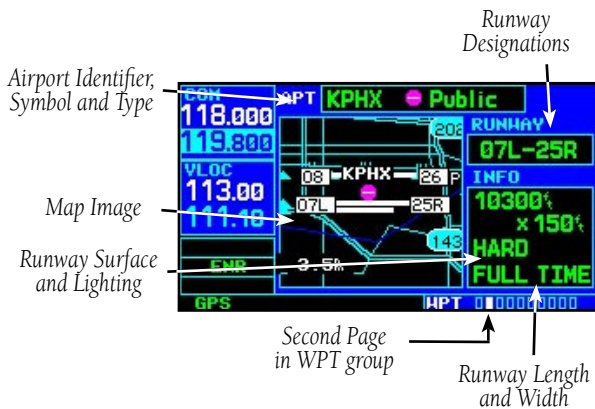 Runway
Designations
Airport Identifier,
Symbol and Type
COM
118.000
119.800
APT KPHX Public
202
RUNWAY
07L-25R
VLOC
113.00
111.10
08 KPHX 26 P
07L 25R
INFO
10300ft
x 150ft
HARD
FULL TIME
Map Image
143
Runway Surface
and Lighting
ENR
3.5
GPS
WPT
Second Page
in WPT group
Runway Length
and Width